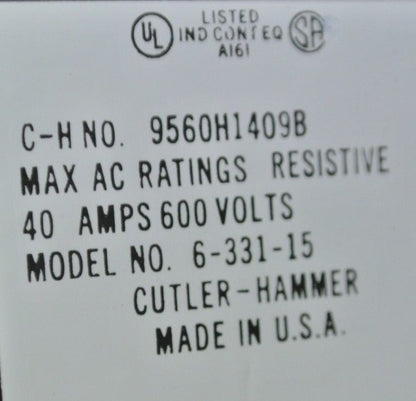 UL
LISTED
IND CONT EQ
A161
SA
C-H NO. 9560H1409B
MAX AC RATINGS RESISTIVE
40 AMPS 600 VOLTS
MODEL NO. 6-331-15
CUTLER-HAMMER
MADE IN U.S.A.